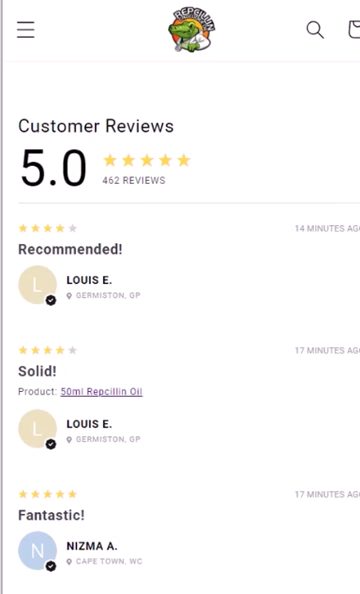 REPCILLIN
Customer Reviews
5.0
462 REVIEWS
14 MINUTES AG
Recommended!
L
LOUIS E.
GERMISTON, GP
17 MINUTES AG
Solid!
Product: 50ml Repcillin Oil
L
LOUIS E.
GERMISTON, GP
17 MINUTES AG
Fantastic!
N
NIZMA A.
CAPE TOWN, WC